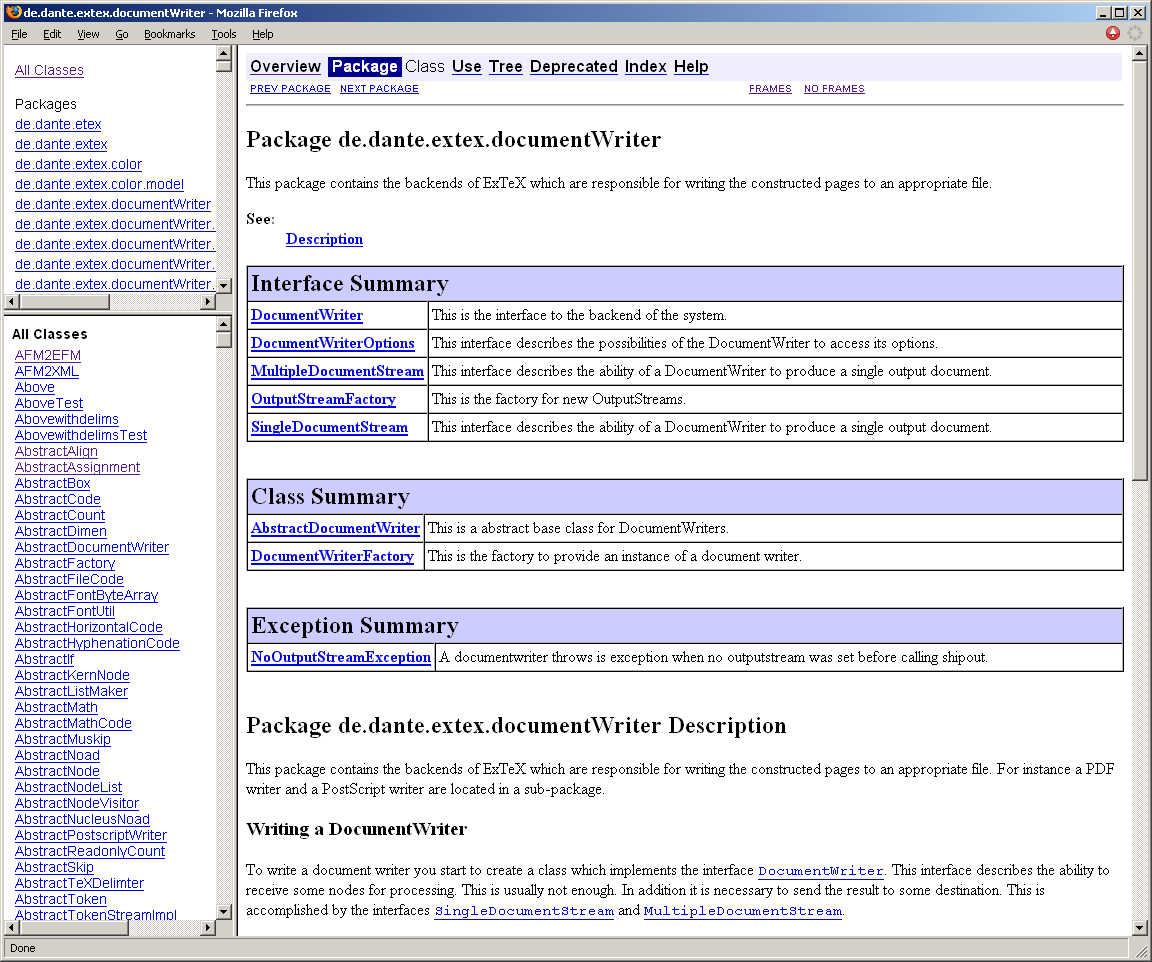 de.dante.extex.documentWriter - Mozilla Firefox
File Edit View Go Bookmarks Tools Help
All Classes
Packages
de.dante.etex
de.dante.extex
de.dante.extex.color
de.dante.extex.color.model
de.dante.extex.documentWriter
de.dante.extex.documentWriter.
de.dante.extex.documentWriter.
de.dante.extex.documentWriter.
de.dante.extex.documentWriter.
All Classes
AFM2EFM
AFM2XML
Above
AboveTest
Abovewithdelims
AbovewithdelimsTest
AbstractAlign
AbstractAssignment
AbstractBox
AbstractCode
AbstractCount
AbstractDimen
AbstractDocumentWriter
AbstractFactory
AbstractFileCode
AbstractFontByteArray
AbstractFontUtil
AbstractHorizontalCode
AbstractHyphenationCode
AbstractIf
AbstractKernNode
AbstractListMaker
AbstractMath
AbstractMathCode
AbstractMuskip
AbstractNoad
AbstractNode
AbstractNodeList
AbstractNodeVisitor
AbstractNucleusNoad
AbstractPostscriptWriter
AbstractReadonlyCount
AbstractSkip
AbstractTeXDelimter
AbstractToken
AbstractTokenStreamImpl
Overview Package Class Use Tree Deprecated Index Help
PREV PACKAGE NEXT PACKAGE FRAMES NO FRAMES
Package de.dante.extex.documentWriter
This package contains the backends of ExTeX which are responsible for writing the constructed pages to an appropriate file.
See:
Description
Interface Summary
DocumentWriter This is the interface to the backend of the system.
DocumentWriterOptions This interface describes the possibilities of the DocumentWriter to access its options.
MultipleDocumentStream This interface describes the ability of a DocumentWriter to produce a single output document.
OutputStreamFactory This is the factory for new OutputStreams.
SingleDocumentStream This interface describes the ability of a DocumentWriter to produce a single output document.
Class Summary
AbstractDocumentWriter This is a abstract base class for DocumentWriters.
DocumentWriterFactory This is the factory to provide an instance of a document writer.
Exception Summary
NoOutputStreamException A documentwriter throws is exception when no outputstream was set before calling shipout.
Package de.dante.extex.documentWriter Description
This package contains the backends of ExTeX which are responsible for writing the constructed pages to an appropriate file. For instance a PDF
writer and a PostScript writer are located in a sub-package.
Writing a DocumentWriter
To write a document writer you start to create a class which implements the interface DocumentWriter. This interface describes the ability to
receive some nodes for processing. This is usually not enough. In addition it is necessary to send the result to some destination. This is
accomplished by the interfaces SingleDocumentStream and MultipleDocumentStream.
Done